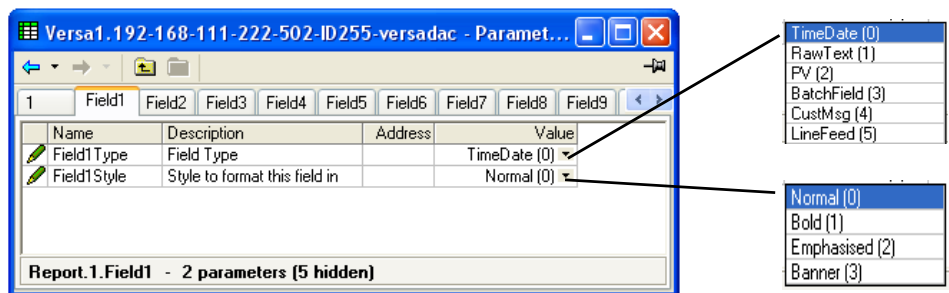 Versa1.192-168-111-222-502-ID255-versadac - Paramet...
1 Field1 Field2 Field3 Field4 Field5 Field6 Field7 Field8 Field9
Name Description Address Value
Field1Type Field Type TimeDate (0)
Field1Style Style to format this field in Normal (0)
Report.1.Field1 - 2 parameters (5 hidden)
TimeDate (0)
RawText (1)
PV (2)
BatchField (3)
CustMsg (4)
LineFeed (5)
Normal (0)
Bold (1)
Emphasised (2)
Banner (3)